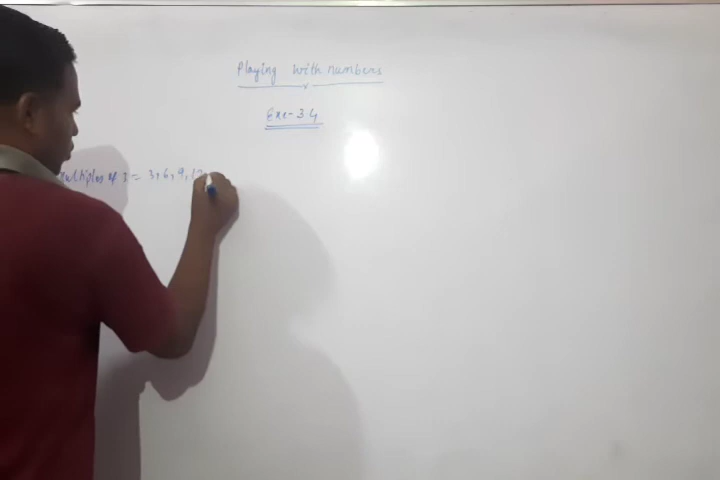 Playing with numbers
Exe-3.4
multiples of 3 = 3, 6, 9, 12